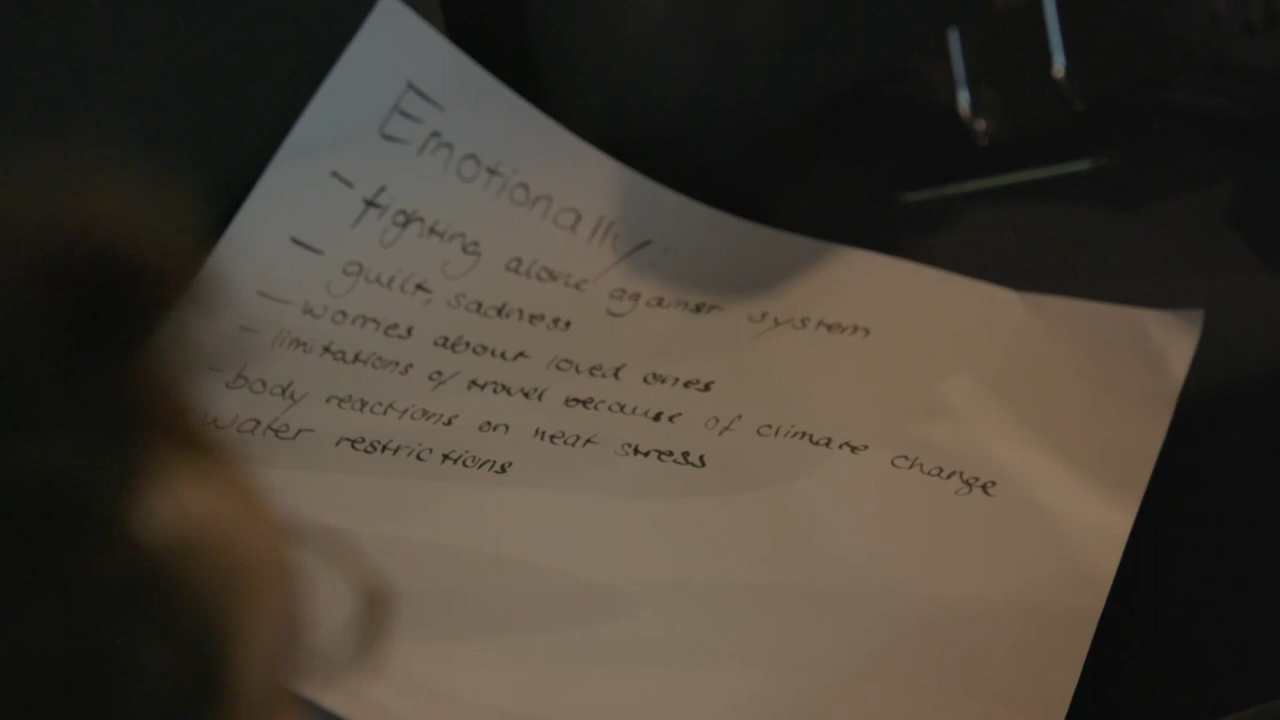 Emotionally
- fighting alone against system
- guilt, sadness
- worries about loved ones
- limitations of travel because of climate change
- body reactions on heat stress
water restrictions